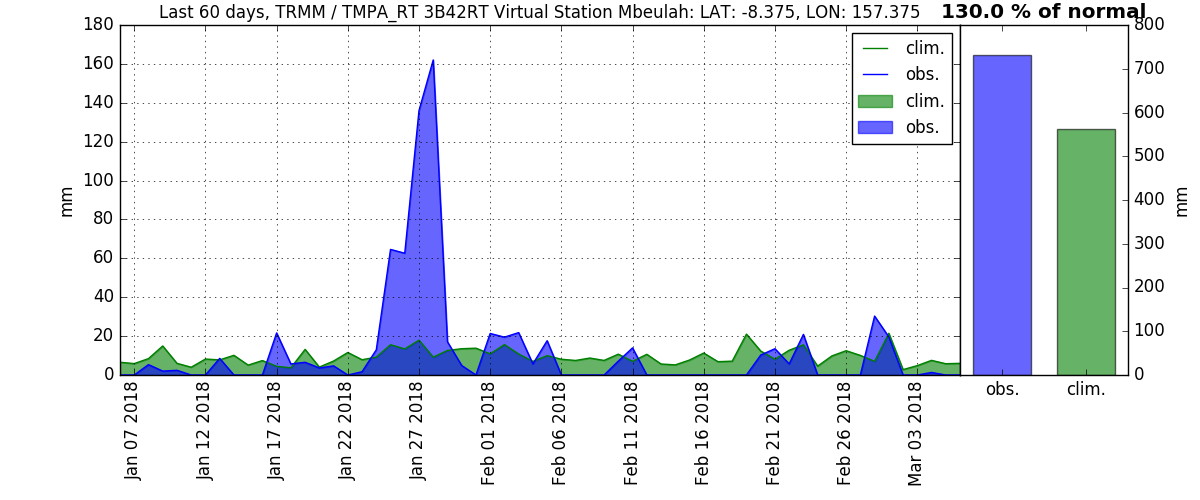 Last 60 days, TRMM / TMPA_RT 3B42RT Virtual Station Mbeulah: LAT: -8.375, LON: 157.375
130.0 % of normal
180
160
140
120
100
80
60
40
20
0
mm
clim.
obs.
clim.
obs.
Jan 07 2018
Jan 12 2018
Jan 17 2018
Jan 22 2018
Jan 27 2018
Feb 01 2018
Feb 06 2018
Feb 11 2018
Feb 16 2018
Feb 21 2018
Feb 26 2018
Mar 03 2018
800
700
600
500
400
300
200
100
0
mm
obs.
clim.